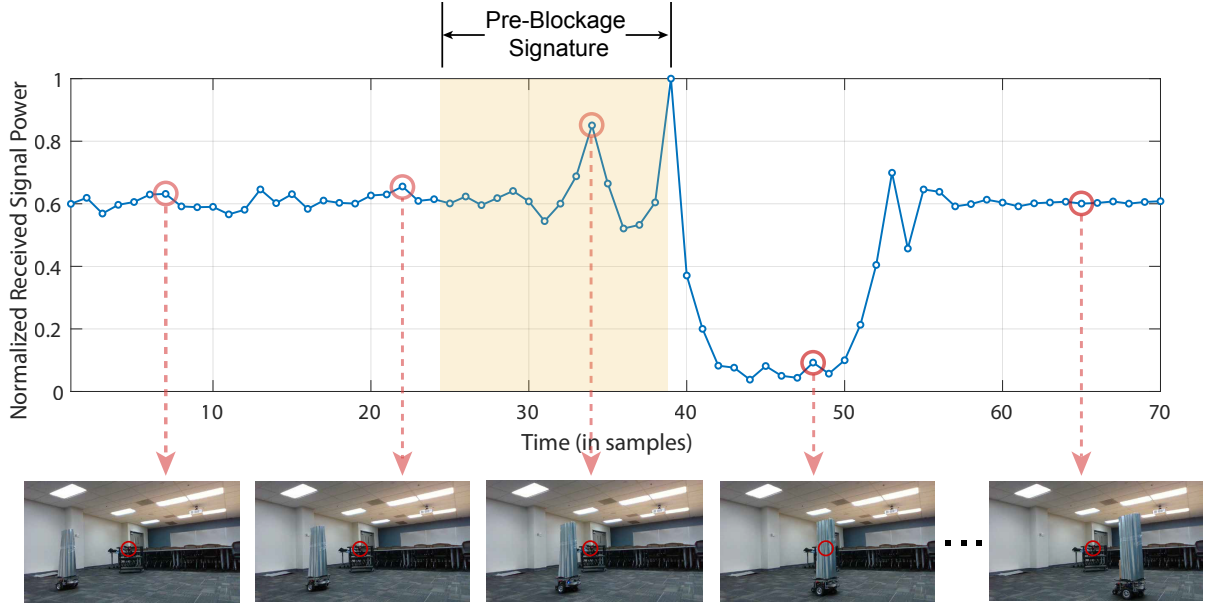 Pre-Blockage
Signature
Normalized Received Signal Power
1
0.8
0.6
0.4
0.2
0
10 20 30 40 50 60 70
Time (in samples)